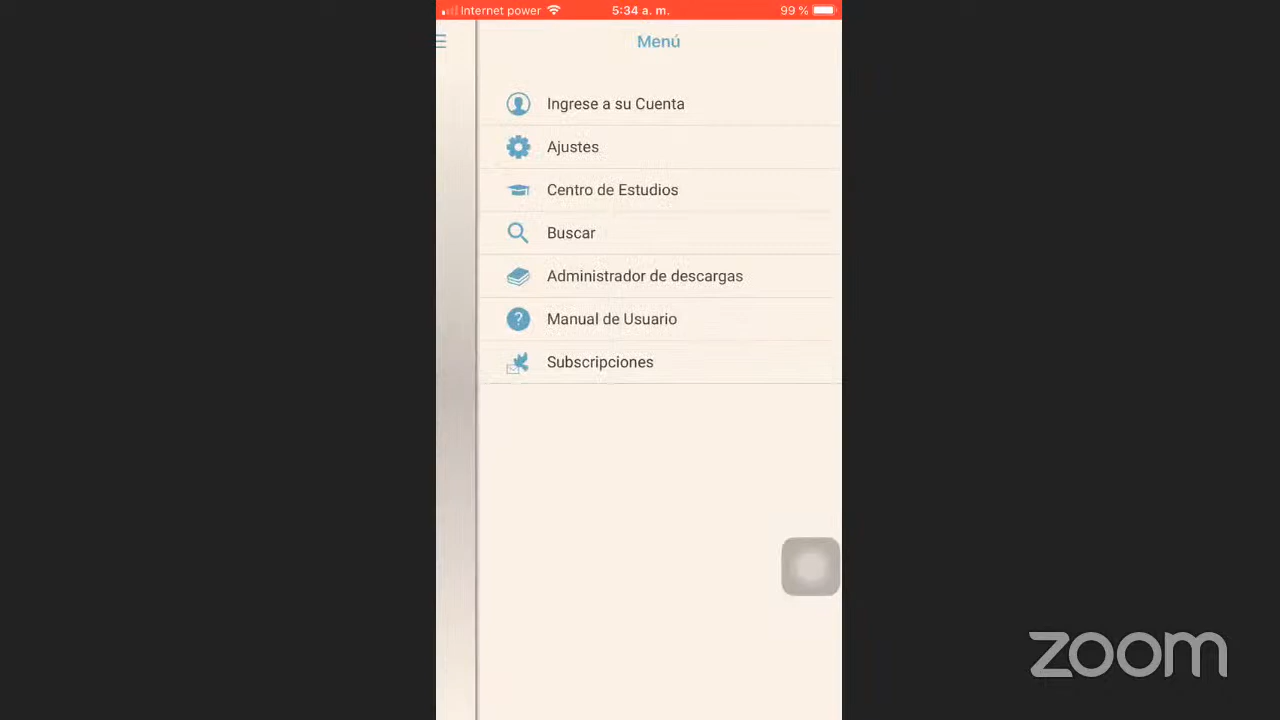 Internet power 5:34 a. m. 99 %
Menú
Ingrese a su Cuenta
Ajustes
Centro de Estudios
Buscar
Administrador de descargas
? Manual de Usuario
Subscripciones
zoom